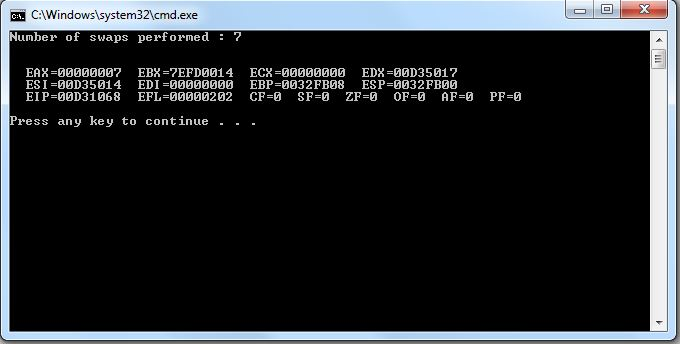 C:\Windows\system32\cmd.exe
Number of swaps performed : 7
EAX=00000007 EBX=7EFD0014 ECX=00000000 EDX=00D35017
ESI=00D35014 EDI=00000000 EBP=0032FB08 ESP=0032FB00
EIP=00D31068 EFL=00000202 CF=0 SF=0 ZF=0 OF=0 AF=0 PF=0
Press any key to continue . . .